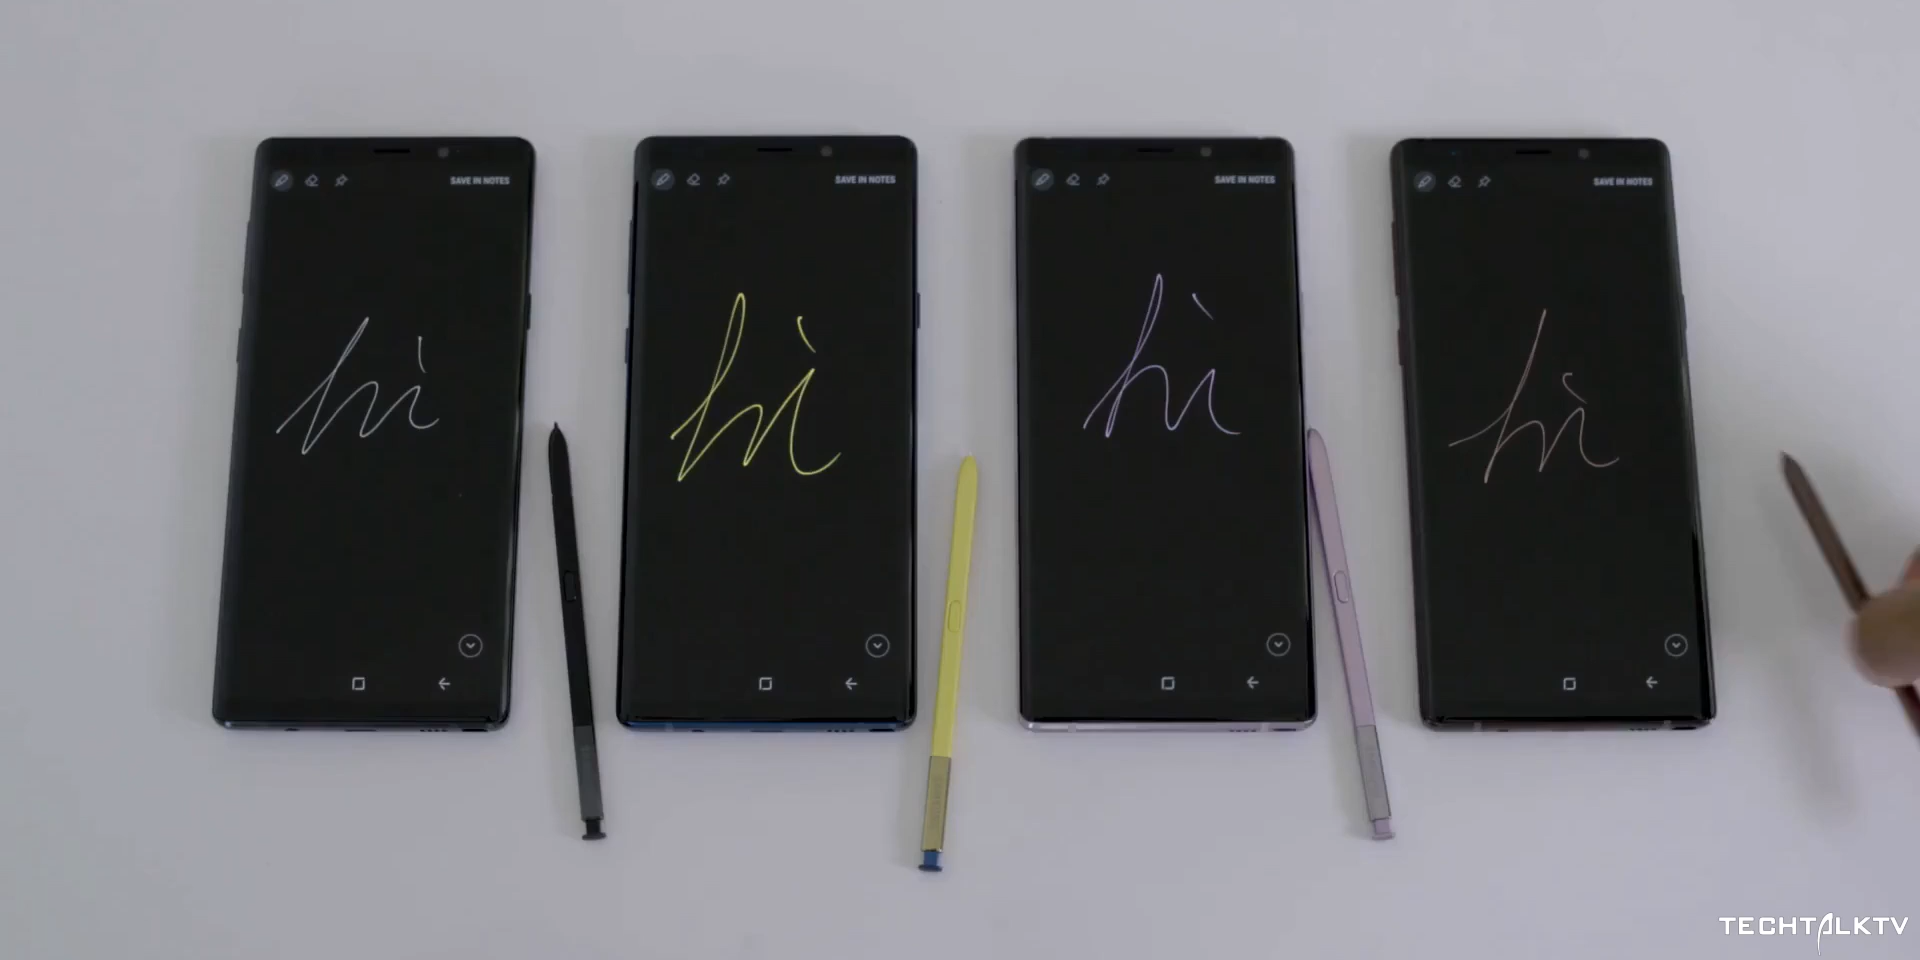 SAVE IN NOTES SAVE IN NOTES SAVE IN NOTES SAVE IN NOTES
hi hi hi hi
TECHTALKTV